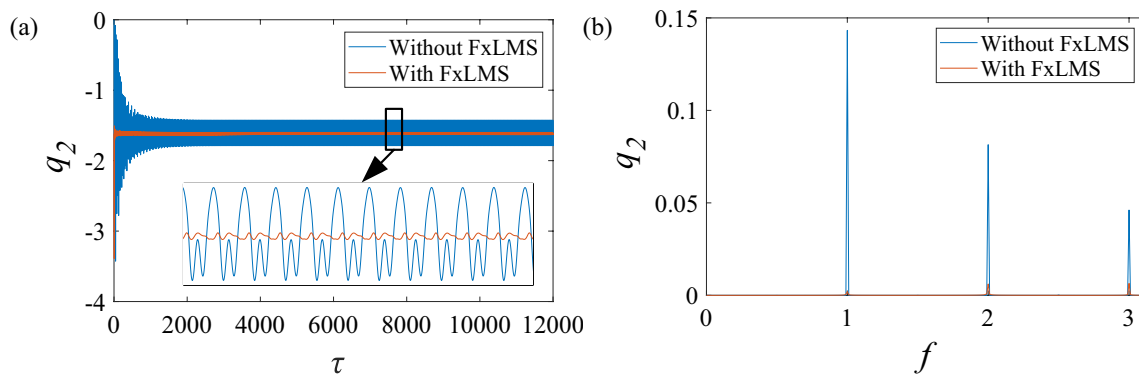 (a)
0
-1
-2
-3
-4
q2
Without FxLMS
With FxLMS
0
2000
4000
6000
8000
10000
12000
τ
(b)
0.15
0.1
0.05
0
q2
Without FxLMS
With FxLMS
0
1
2
3
f